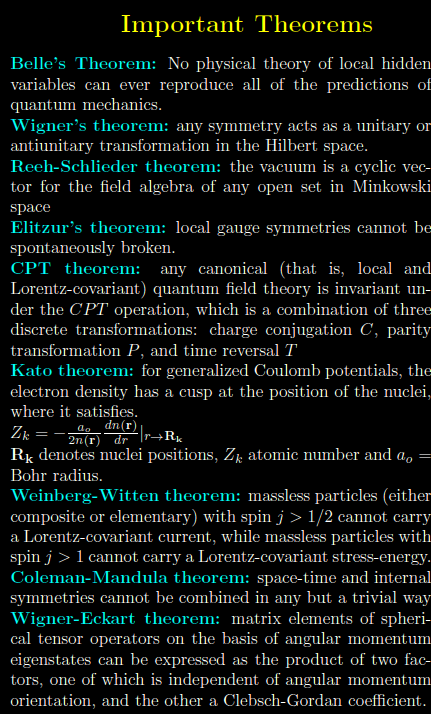 Important Theorems
Belle's Theorem: No physical theory of local hidden
variables can ever reproduce all of the predictions of
quantum mechanics.
Wigner's theorem: any symmetry acts as a unitary or
antiunitary transformation in the Hilbert space.
Reeh-Schlieder theorem: the vacuum is a cyclic vec-
tor for the field algebra of any open set in Minkowski
space
Elitzur's theorem: local gauge symmetries cannot be
spontaneously broken.
CPT theorem: any canonical (that is, local and
Lorentz-covariant) quantum field theory is invariant un-
der the CPT operation, which is a combination of three
discrete transformations: charge conjugation C, parity
transformation P, and time reversal T
Kato theorem: for generalized Coulomb potentials, the
electron density has a cusp at the position of the nuclei,
where it satisfies.
$Z_k = -\frac{a_o}{2n(\mathbf{r})}\frac{dn(\mathbf{r})}{dr}|_{r\to\mathbf{R_k}}$
$\mathbf{R_k}$ denotes nuclei positions, $Z_k$ atomic number and $a_o$ =
Bohr radius.
Weinberg-Witten theorem: massless particles (either
composite or elementary) with spin j > 1/2 cannot carry
a Lorentz-covariant current, while massless particles with
spin j > 1 cannot carry a Lorentz-covariant stress-energy.
Coleman-Mandula theorem: space-time and internal
symmetries cannot be combined in any but a trivial way
Wigner-Eckart theorem: matrix elements of spheri-
cal tensor operators on the basis of angular momentum
eigenstates can be expressed as the product of two fac-
tors, one of which is independent of angular momentum
orientation, and the other a Clebsch-Gordan coefficient.